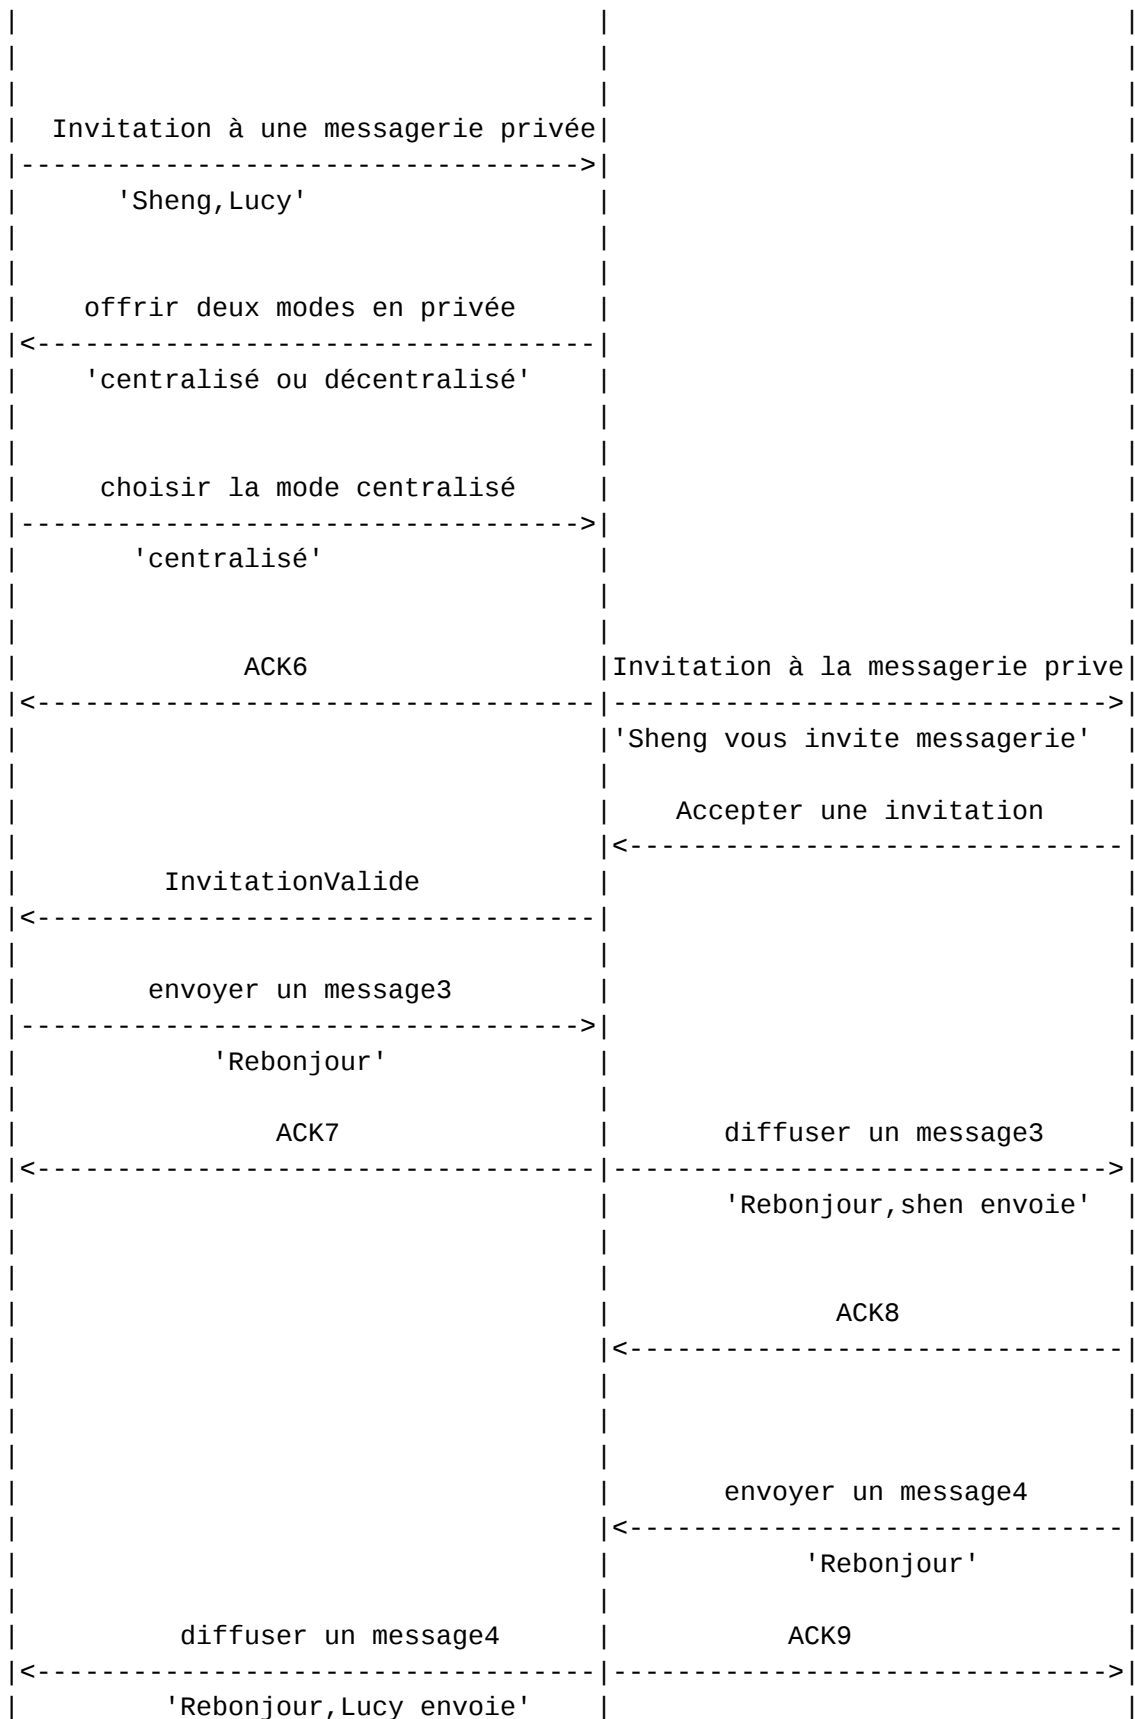 Invitation à une messagerie privée
|----------------------------------->|
'Sheng,Lucy'
offrir deux modes en privée
|<-----------------------------------|
'centralisé ou décentralisé'
choisir la mode centralisé
|----------------------------------->|
'centralisé'
ACK6 |Invitation à la messagerie prive|
|<-----------------------------------|------------------------------->|
'Sheng vous invite messagerie'
Accepter une invitation
|<-------------------------------|
InvitationValide
|<-----------------------------------|
envoyer un message3
|----------------------------------->|
'Rebonjour'
ACK7 | diffuser un message3
|<-----------------------------------|------------------------------->|
'Rebonjour,shen envoie'
ACK8
|<-------------------------------|
envoyer un message4
|<-------------------------------|
'Rebonjour'
diffuser un message4 | ACK9
|<-----------------------------------|------------------------------->|
'Rebonjour,Lucy envoie'